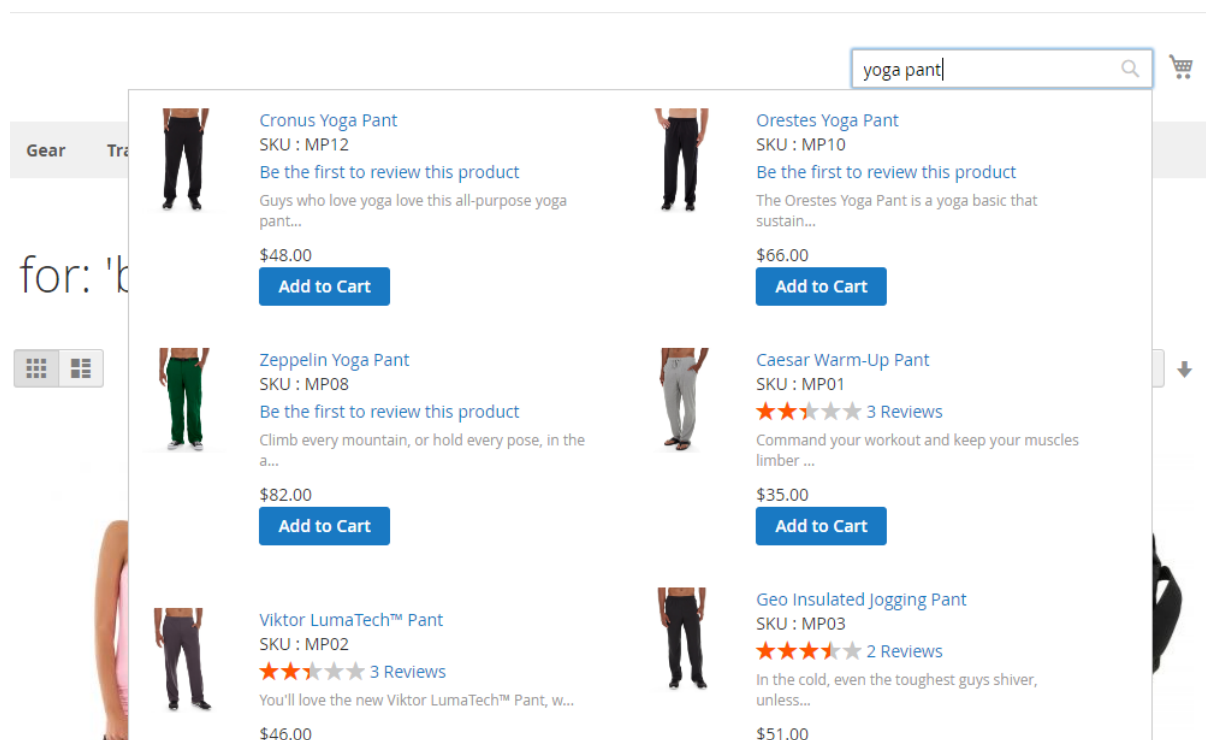 yoga pant
Gear
Tra
for: 'b
Cronus Yoga Pant
SKU : MP12
Be the first to review this product
Guys who love yoga love this all-purpose yoga
pant...
$48.00
Add to Cart
Orestes Yoga Pant
SKU : MP10
Be the first to review this product
The Orestes Yoga Pant is a yoga basic that
sustain...
$66.00
Add to Cart
Zeppelin Yoga Pant
SKU : MP08
Be the first to review this product
Climb every mountain, or hold every pose, in the
a...
$82.00
Add to Cart
Caesar Warm-Up Pant
SKU : MP01
3 Reviews
Command your workout and keep your muscles
limber ...
$35.00
Add to Cart
Viktor LumaTech™ Pant
SKU : MP02
3 Reviews
You'll love the new Viktor LumaTech™ Pant, w...
$46.00
Geo Insulated Jogging Pant
SKU : MP03
2 Reviews
In the cold, even the toughest guys shiver,
unless...
$51.00